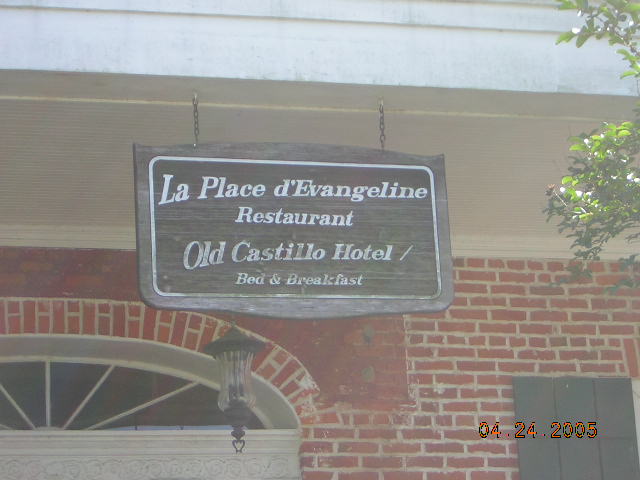 La Place d'Evangeline
Restaurant
Old Castillo Hotel /
Bed & Breakfast
04.24.2005